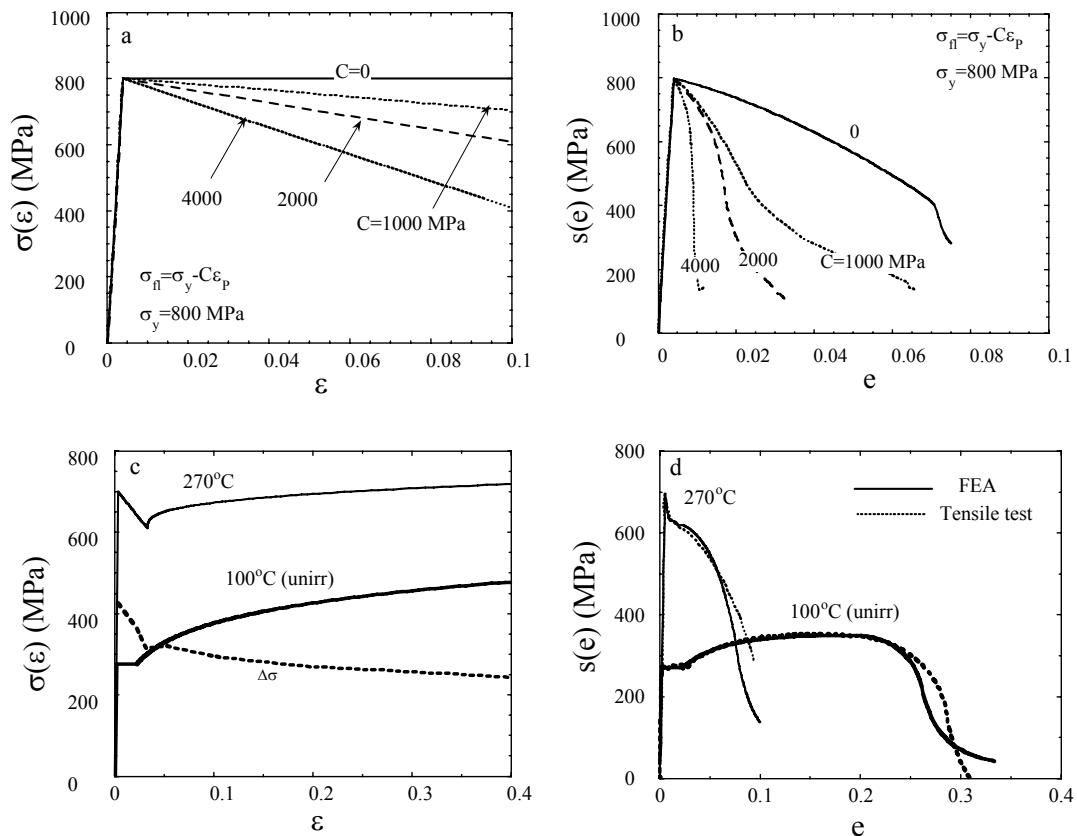 a
C=0
4000
2000
C=1000 MPa
σfl=σy-CεP
σy=800 MPa
σ(ε) (MPa)
800
600
400
200
0
0 0.02 0.04 0.06 0.08 0.1
ε
b
σfl=σy-CεP
σy=800 MPa
0
4000
2000
C=1000 MPa
s(e) (MPa)
800
600
400
200
0
0 0.02 0.04 0.06 0.08 0.1
e
c
270°C
100°C (unirr)
Δσ
σ(ε) (MPa)
800
600
400
200
0
0 0.1 0.2 0.3 0.4
ε
d
270°C
FEA
Tensile test
100°C (unirr)
s(e) (MPa)
800
600
400
200
0
0 0.1 0.2 0.3 0.4
e